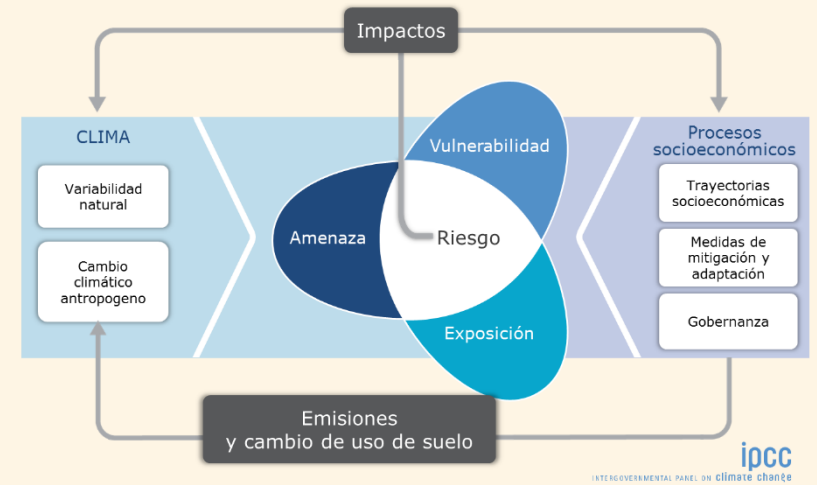 Impactos
CLIMA
Variabilidad
natural
Cambio
climático
antropogeno
Vulnerabilidad
Amenaza
Riesgo
Exposición
Procesos
socioeconómicos
Trayectorias
socioeconómicas
Medidas de
mitigación y
adaptación
Gobernanza
Emisiones
y cambio de uso de suelo
ipcc
INTERGOVERNMENTAL PANEL ON climate change